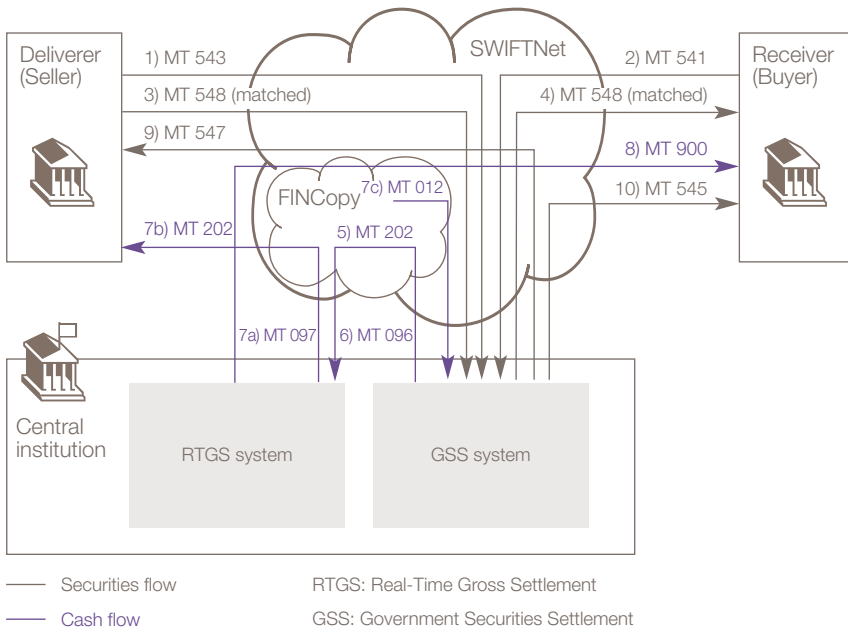 Deliverer
(Seller)
SWIFTNet
Receiver
(Buyer)
1) MT 543
2) MT 541
3) MT 548 (matched)
4) MT 548 (matched)
9) MT 547
8) MT 900
FINCopy
7c) MT 012
10) MT 545
7b) MT 202
5) MT 202
7a) MT 097
6) MT 096
Central
institution
RTGS system
GSS system
Securities flow
RTGS: Real-Time Gross Settlement
Cash flow
GSS: Government Securities Settlement